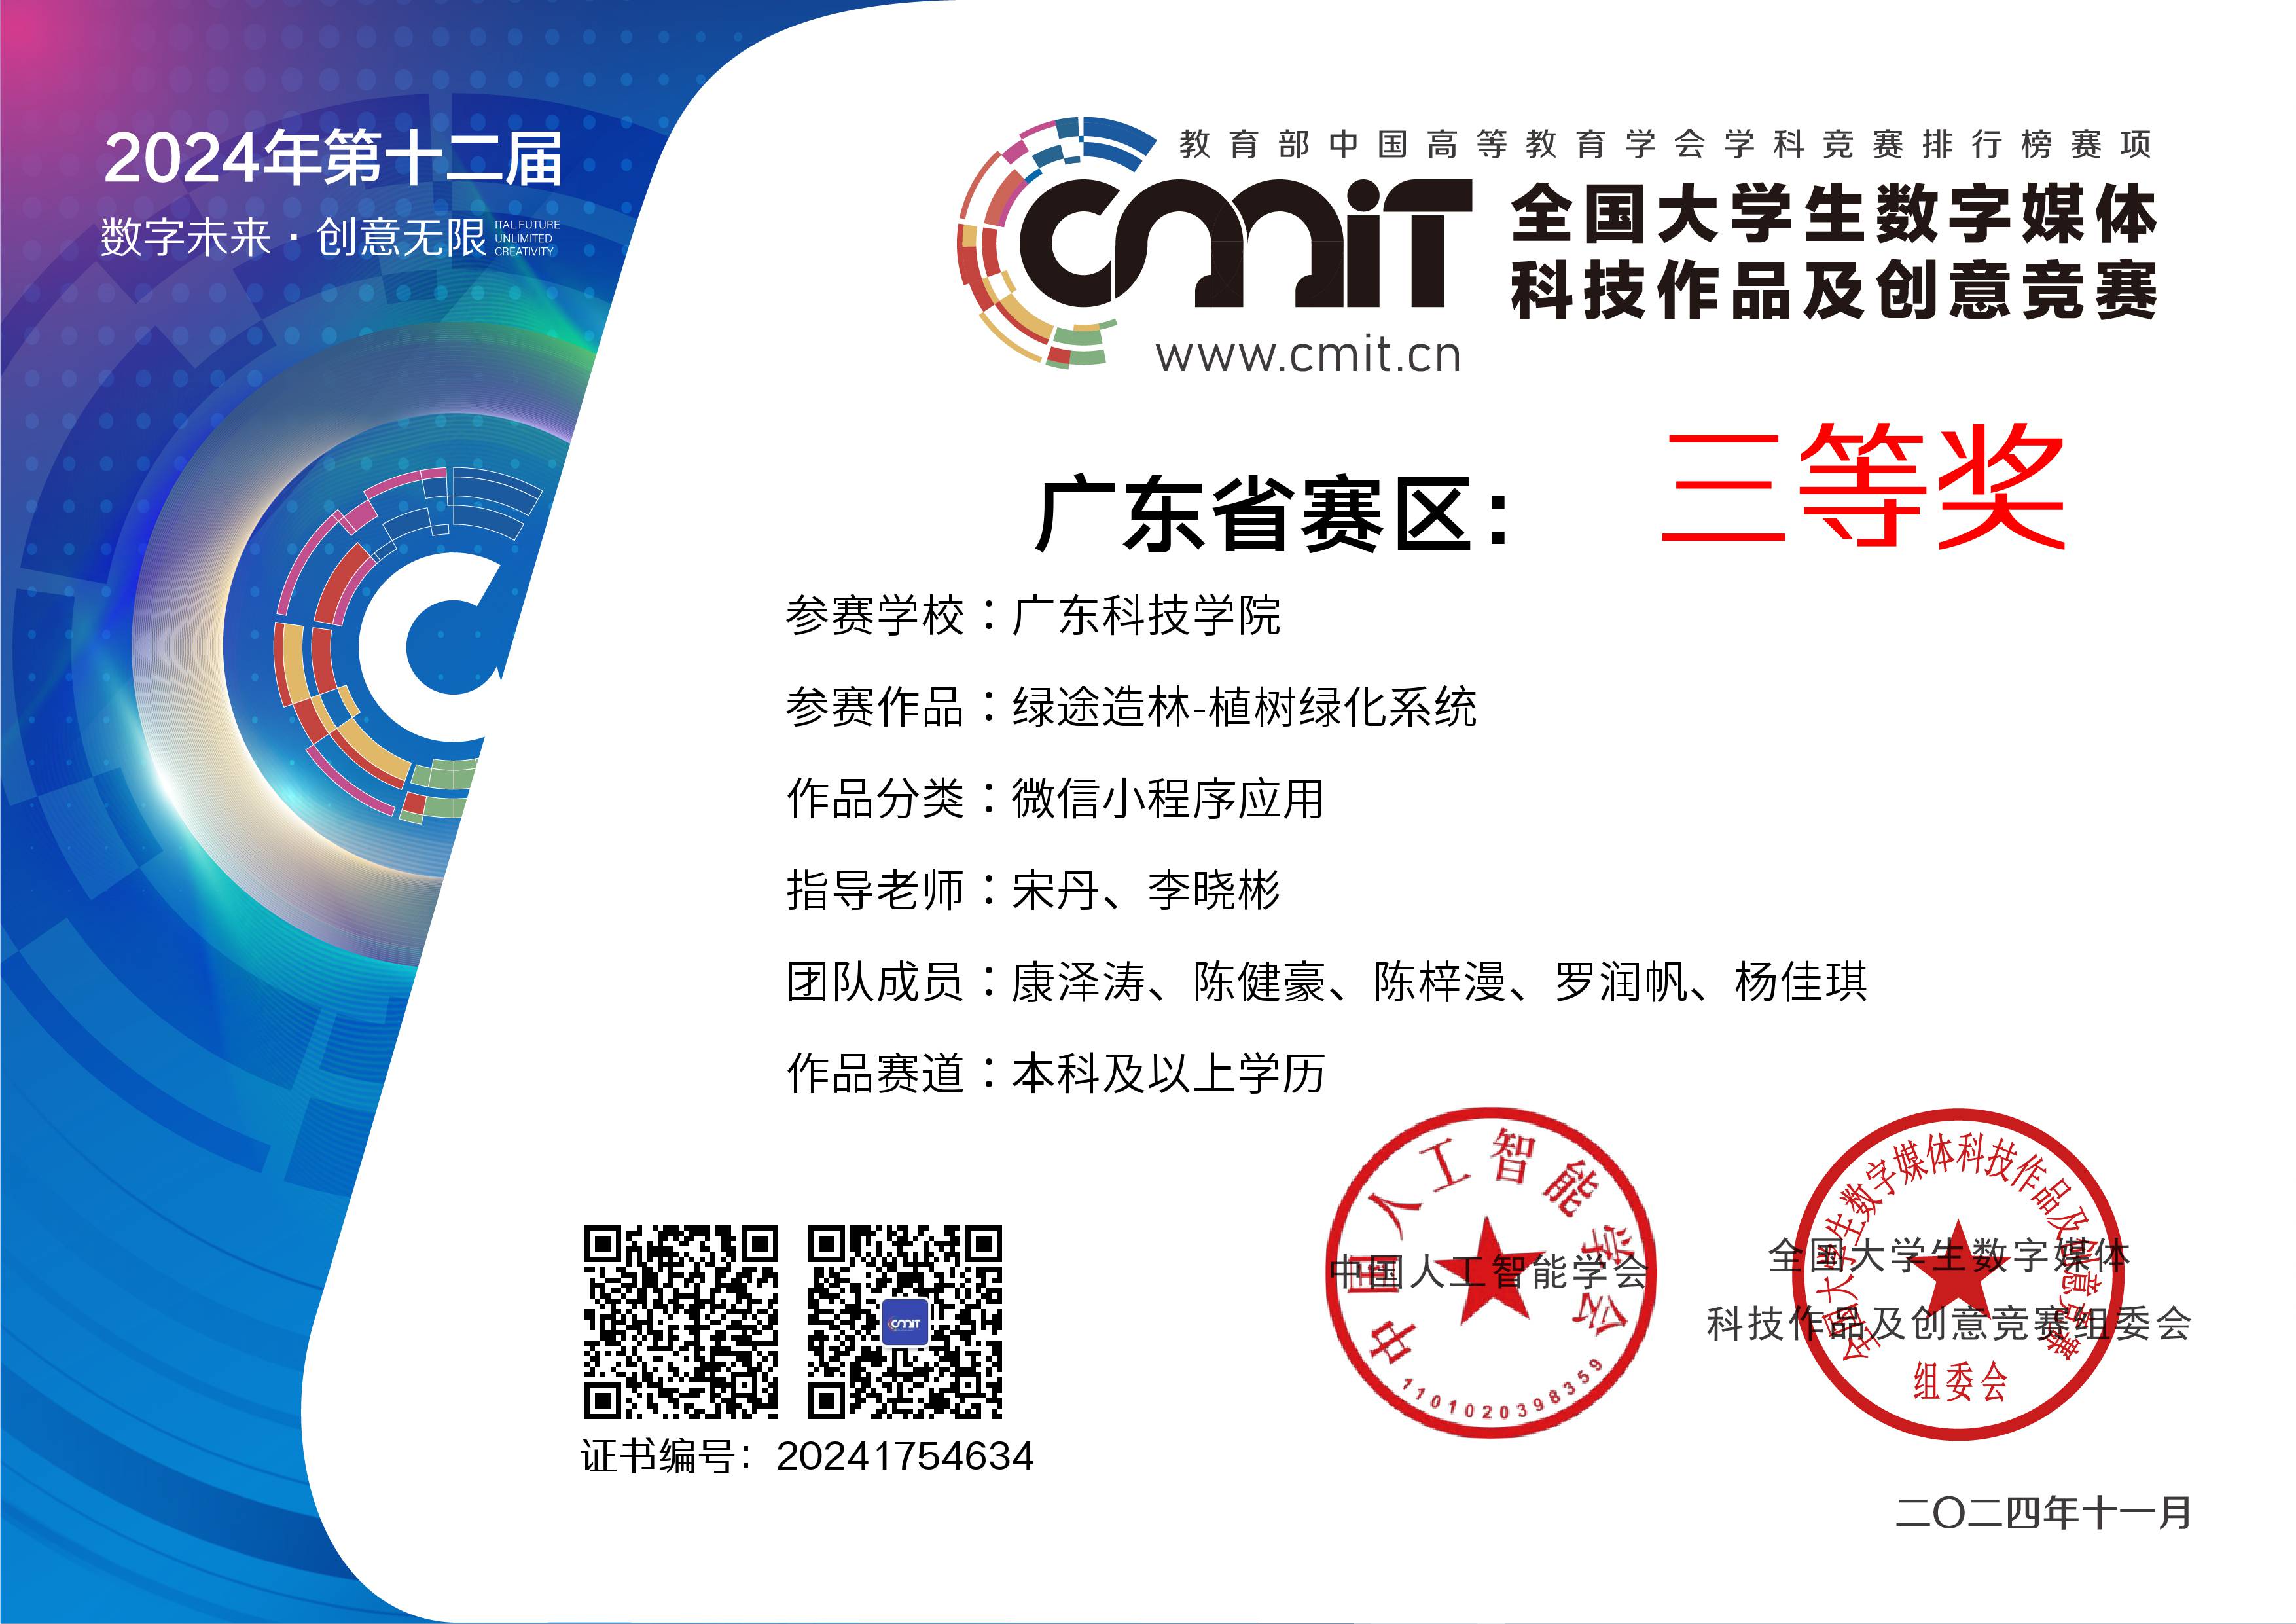 2024年第十二届
数字未来·创意无限
ITAL FUTURE
UNLIMITED
CREATIVITY
教育部中国高等教育学会学科竞赛排行榜赛项
cmiT
全国大学生数字媒体
科技作品及创意竞赛
www.cmit.cn
广东省赛区：
三等奖
参赛学校：广东科技学院
参赛作品：绿途造林-植树绿化系统
作品分类：微信小程序应用
指导老师：宋丹、李晓彬
团队成员：康泽涛、陈健豪、陈梓漫、罗润帆、杨佳琪
作品赛道：本科及以上学历
cmiT
证书编号：20241754634
中国人工智能学会
中国人工智能学会
1101020398359
全国大学生数字媒体
科技作品及创意竞赛组委会
全国大学生数字媒体科技作品及创意竞赛
组委会
二〇二四年十一月